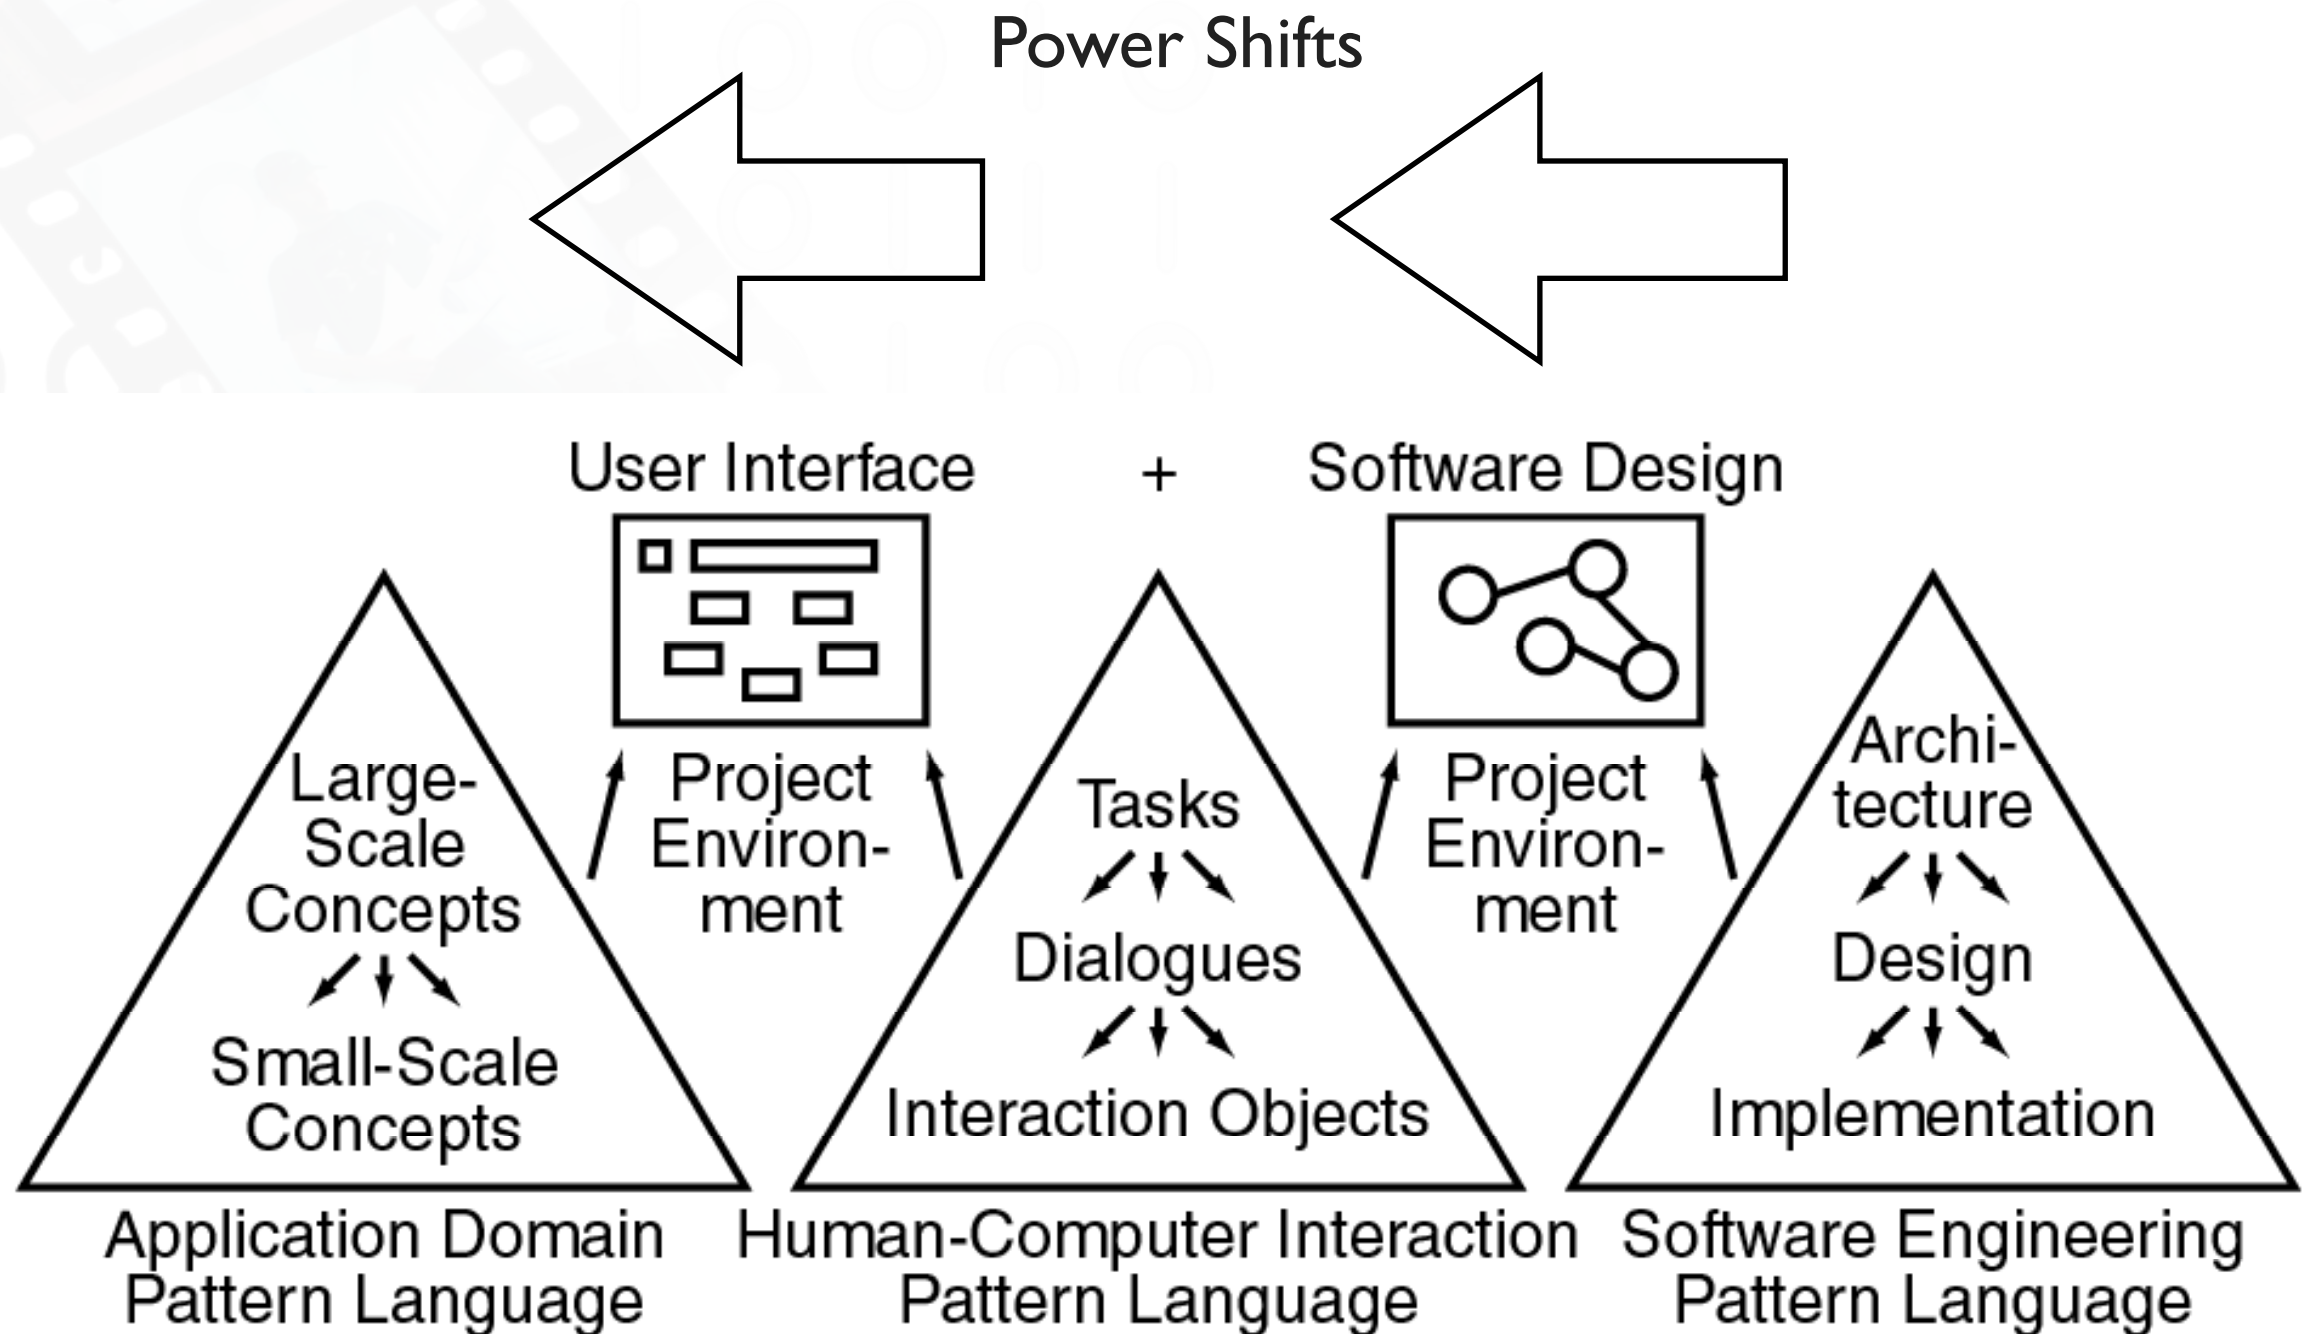 Power Shifts
User Interface + Software Design
Large-
Scale
Concepts
Small-Scale
Concepts
Project
Environ-
ment
Tasks
Dialogues
Interaction Objects
Project
Environ-
ment
Archi-
tecture
Design
Implementation
Application Domain
Pattern Language
Human-Computer Interaction
Pattern Language
Software Engineering
Pattern Language